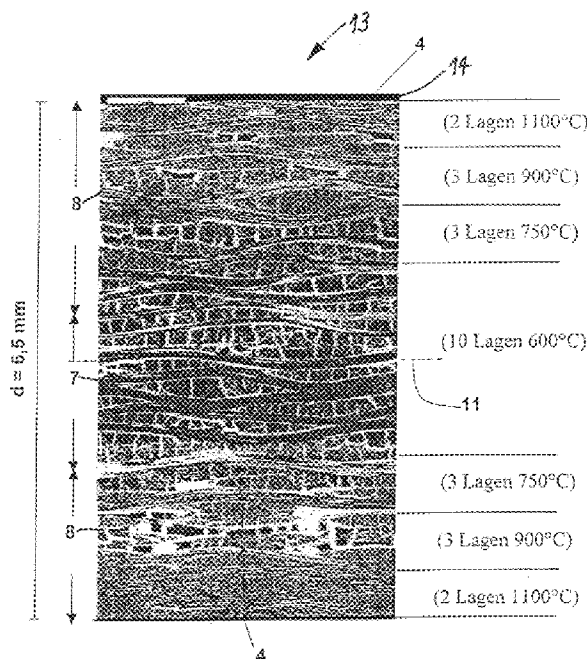 13
4
14
(2 Lagen 1100°C)
(3 Lagen 900°C)
8
(3 Lagen 750°C)
(10 Lagen 600°C)
d = 6,5 mm
7
11
(3 Lagen 750°C)
8
(3 Lagen 900°C)
(2 Lagen 1100°C)
4